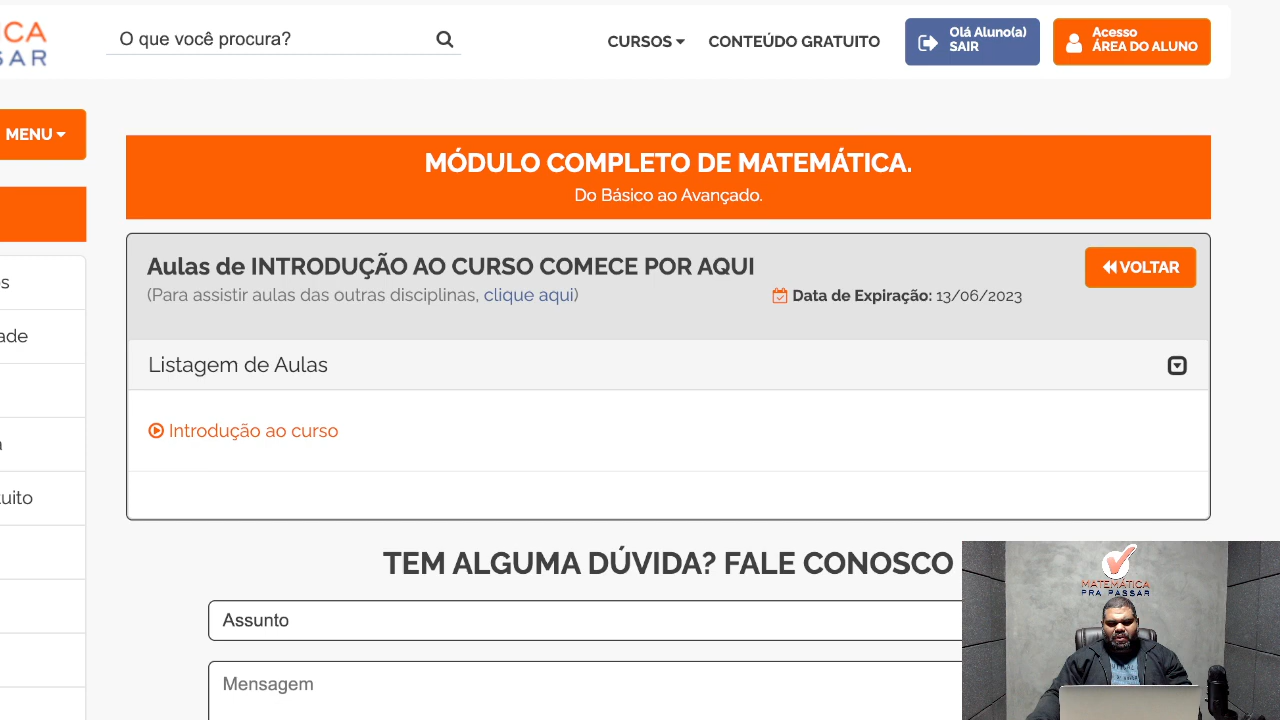 CA
SAR
O que você procura?
CURSOS
CONTEÚDO GRATUITO
Olá Aluno(a)
SAIR
Acesso
ÁREA DO ALUNO
MENU
MÓDULO COMPLETO DE MATEMÁTICA.
Do Básico ao Avançado.
Aulas de INTRODUÇÃO AO CURSO COMECE POR AQUI
(Para assistir aulas das outras disciplinas, clique aqui)
Data de Expiração: 13/06/2023
VOLTAR
s
ade
Listagem de Aulas
a
Introdução ao curso
uito
TEM ALGUMA DÚVIDA? FALE CONOSCO
Assunto
Mensagem
MATEMÁTICA
PRA PASSAR